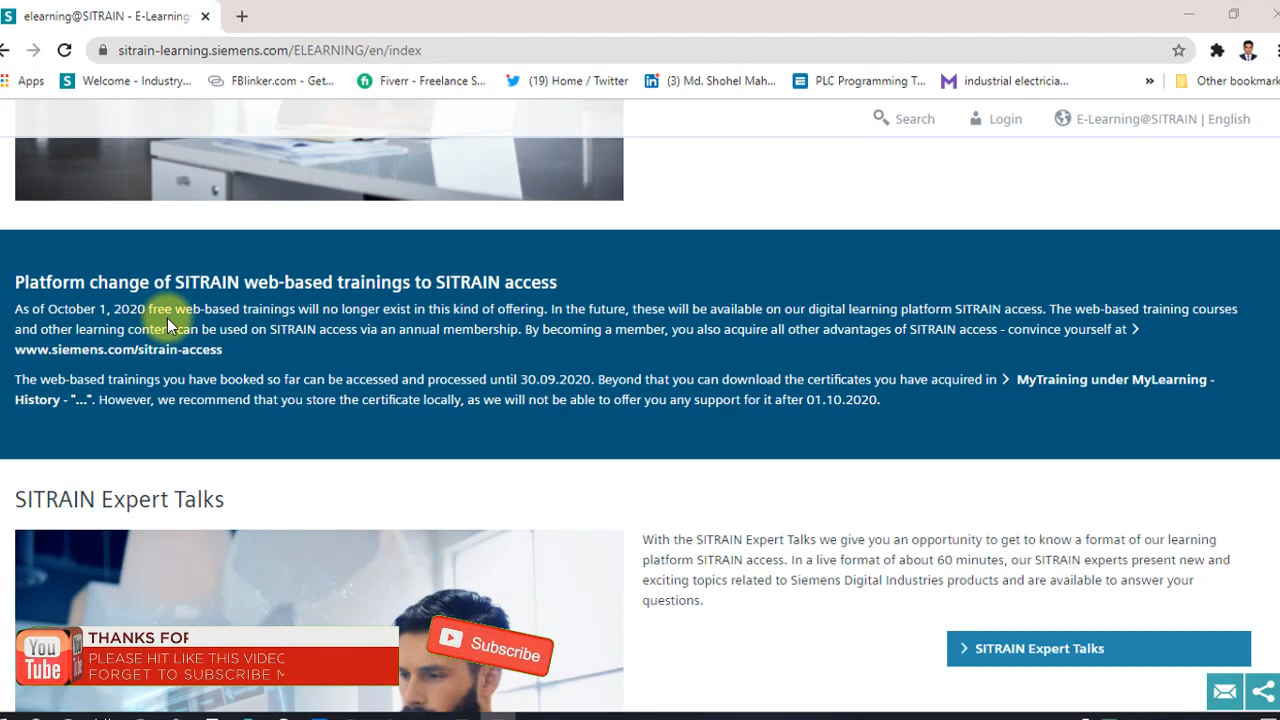 elearning@SITRAIN - E-Learning
sitrain-learning.siemens.com/ELEARNING/en/index
Apps
Welcome - Industry...
FBlinker.com - Get...
Fiverr - Freelance S...
(19) Home / Twitter
(3) Md. Shohel Mah...
PLC Programming T...
industrial electricia...
»
Other bookmark
Search
Login
E-Learning@SITRAIN | English
Platform change of SITRAIN web-based trainings to SITRAIN access
As of October 1, 2020 free web-based trainings will no longer exist in this kind of offering. In the future, these will be available on our digital learning platform SITRAIN access. The web-based training courses
and other learning content can be used on SITRAIN access via an annual membership. By becoming a member, you also acquire all other advantages of SITRAIN access - convince yourself at
www.siemens.com/sitrain-access
The web-based trainings you have booked so far can be accessed and processed until 30.09.2020. Beyond that you can download the certificates you have acquired in > MyTraining under MyLearning -
History - "...". However, we recommend that you store the certificate locally, as we will not be able to offer you any support for it after 01.10.2020.
SITRAIN Expert Talks
With the SITRAIN Expert Talks we give you an opportunity to get to know a format of our learning
platform SITRAIN access. In a live format of about 60 minutes, our SITRAIN experts present new and
exciting topics related to Siemens Digital Industries products and are available to answer your
questions.
> SITRAIN Expert Talks
You
Tube
THANKS FOR
PLEASE HIT LIKE THIS VIDEO
FORGET TO SUBSCRIBE
Subscribe